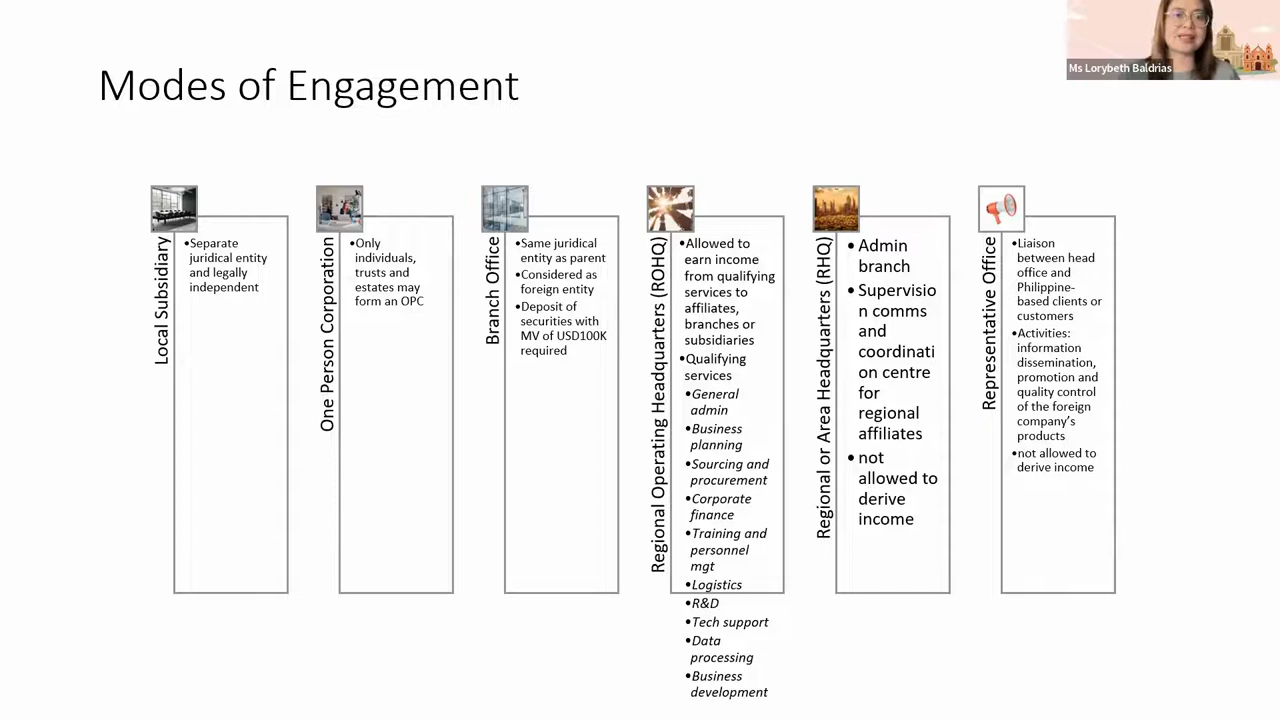 Ms Lorybeth Baldrias
Modes of Engagement
Local Subsidiary
•Separate
juridical entity
and legally
independent
One Person Corporation
•Only
individuals,
trusts and
estates may
form an OPC
Branch Office
•Same juridical
entity as parent
•Considered as
foreign entity
•Deposit of
securities with
MV of USD100K
required
Regional Operating Headquarters (ROHQ)
•Allowed to
earn income
from qualifying
services to
affiliates,
branches or
subsidiaries
•Qualifying
services
•General
admin
•Business
planning
•Sourcing and
procurement
•Corporate
finance
•Training and
personnel
mgt
•Logistics
•R&D
•Tech support
•Data
processing
•Business
development
Regional or Area Headquarters (RHQ)
•Admin
branch
•Supervisio
n comms
and
coordinati
on centre
for
regional
affiliates
•not
allowed to
derive
income
Representative Office
•Liaison
between head
office and
Philippine-
based clients or
customers
•Activities:
information
dissemination,
promotion and
quality control
of the foreign
company's
products
•not allowed to
derive income